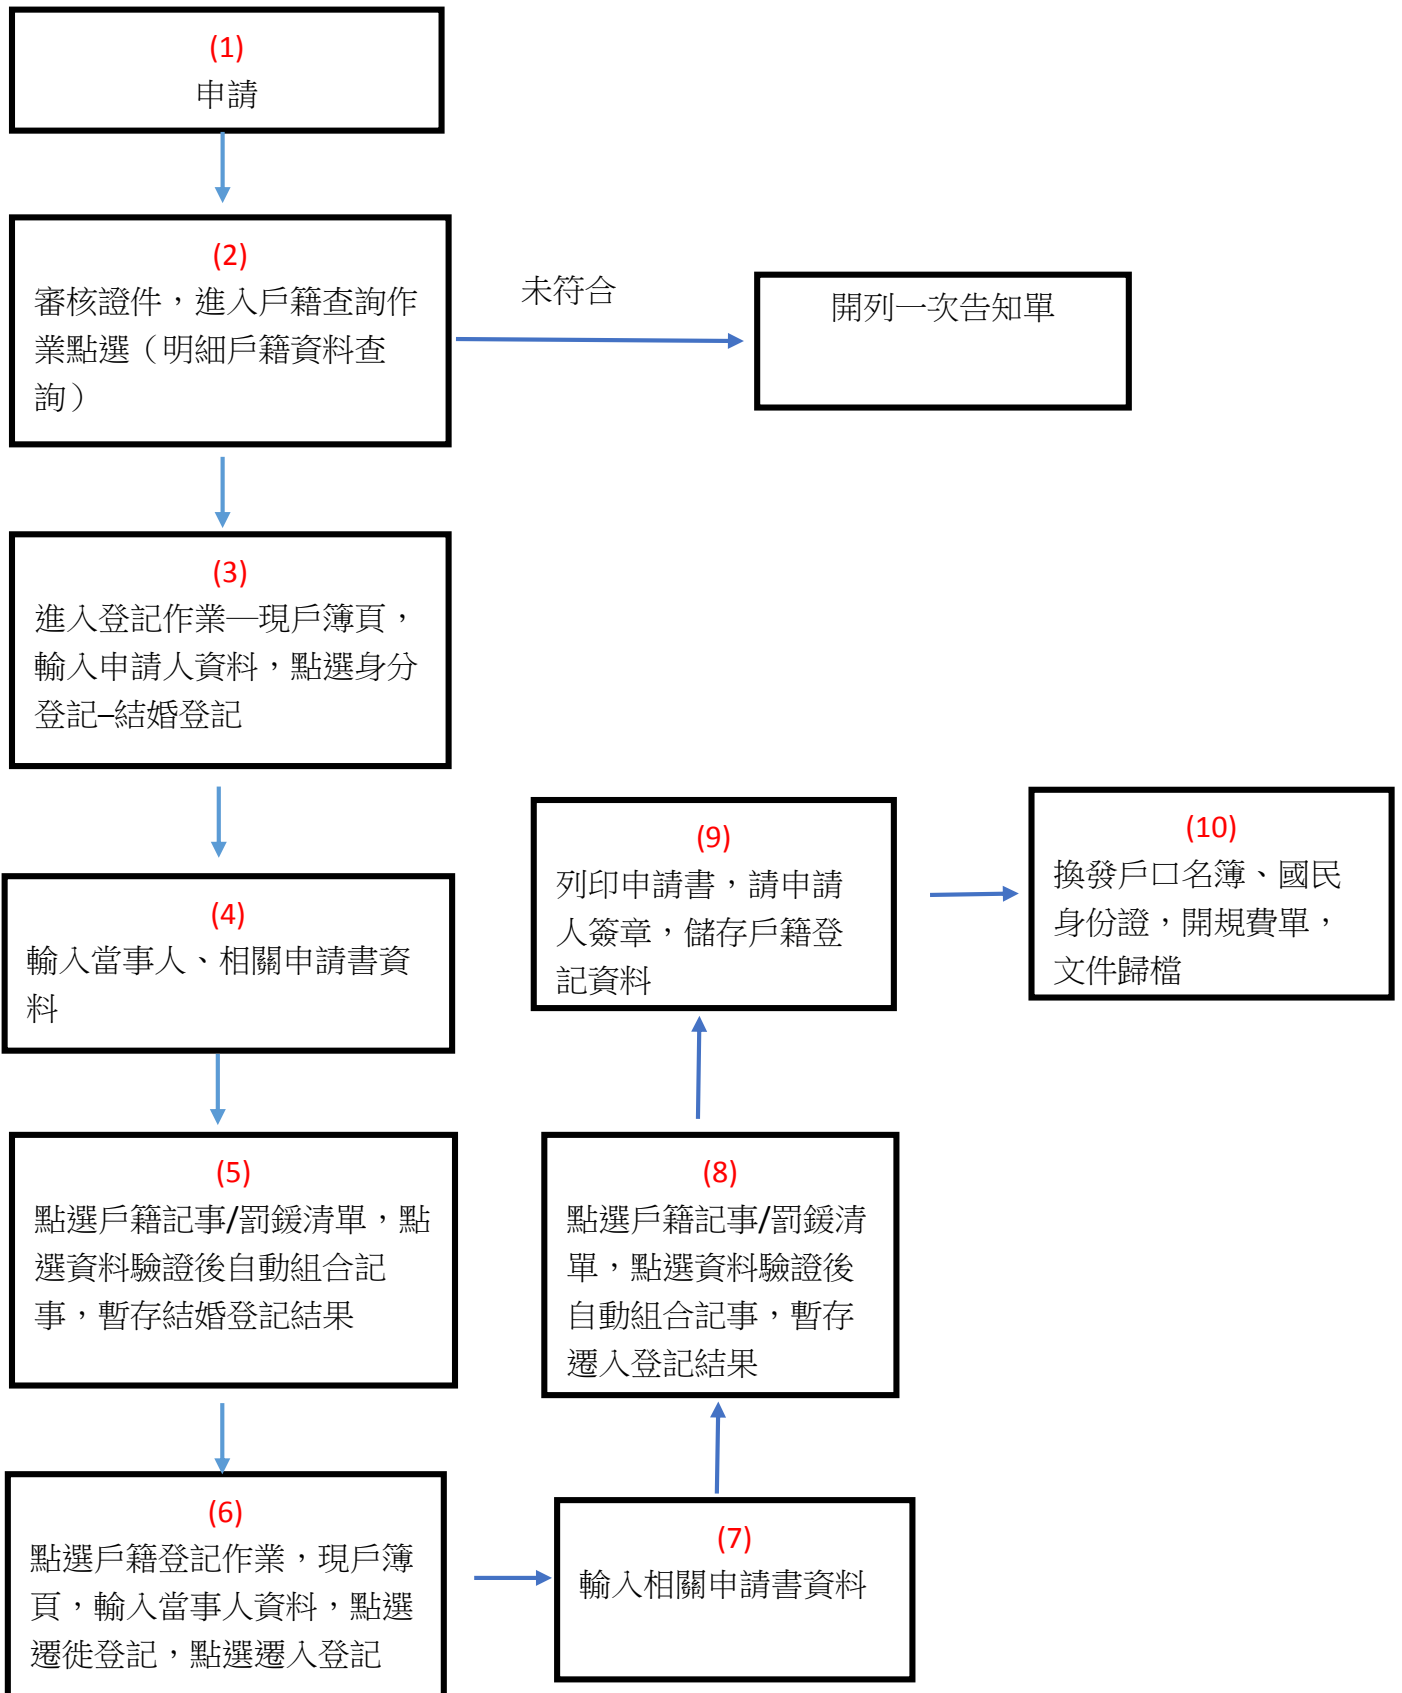 (1)
申請
(2)
審核證件，進入戶籍查詢作
業點選（明細戶籍資料查
詢）
未符合
開列一次告知單
(3)
進入登記作業—現戶簿頁，
輸入申請人資料，點選身分
登記–結婚登記
(4)
輸入當事人、相關申請書資
料
(5)
點選戶籍記事/罰鍰清單，點
選資料驗證後自動組合記
事，暫存結婚登記結果
(6)
點選戶籍登記作業，現戶簿
頁，輸入當事人資料，點選
遷徙登記，點選遷入登記
(7)
輸入相關申請書資料
(8)
點選戶籍記事/罰鍰清
單，點選資料驗證後
自動組合記事，暫存
遷入登記結果
(9)
列印申請書，請申請
人簽章，儲存戶籍登
記資料
(10)
換發戶口名簿、國民
身份證，開規費單，
文件歸檔